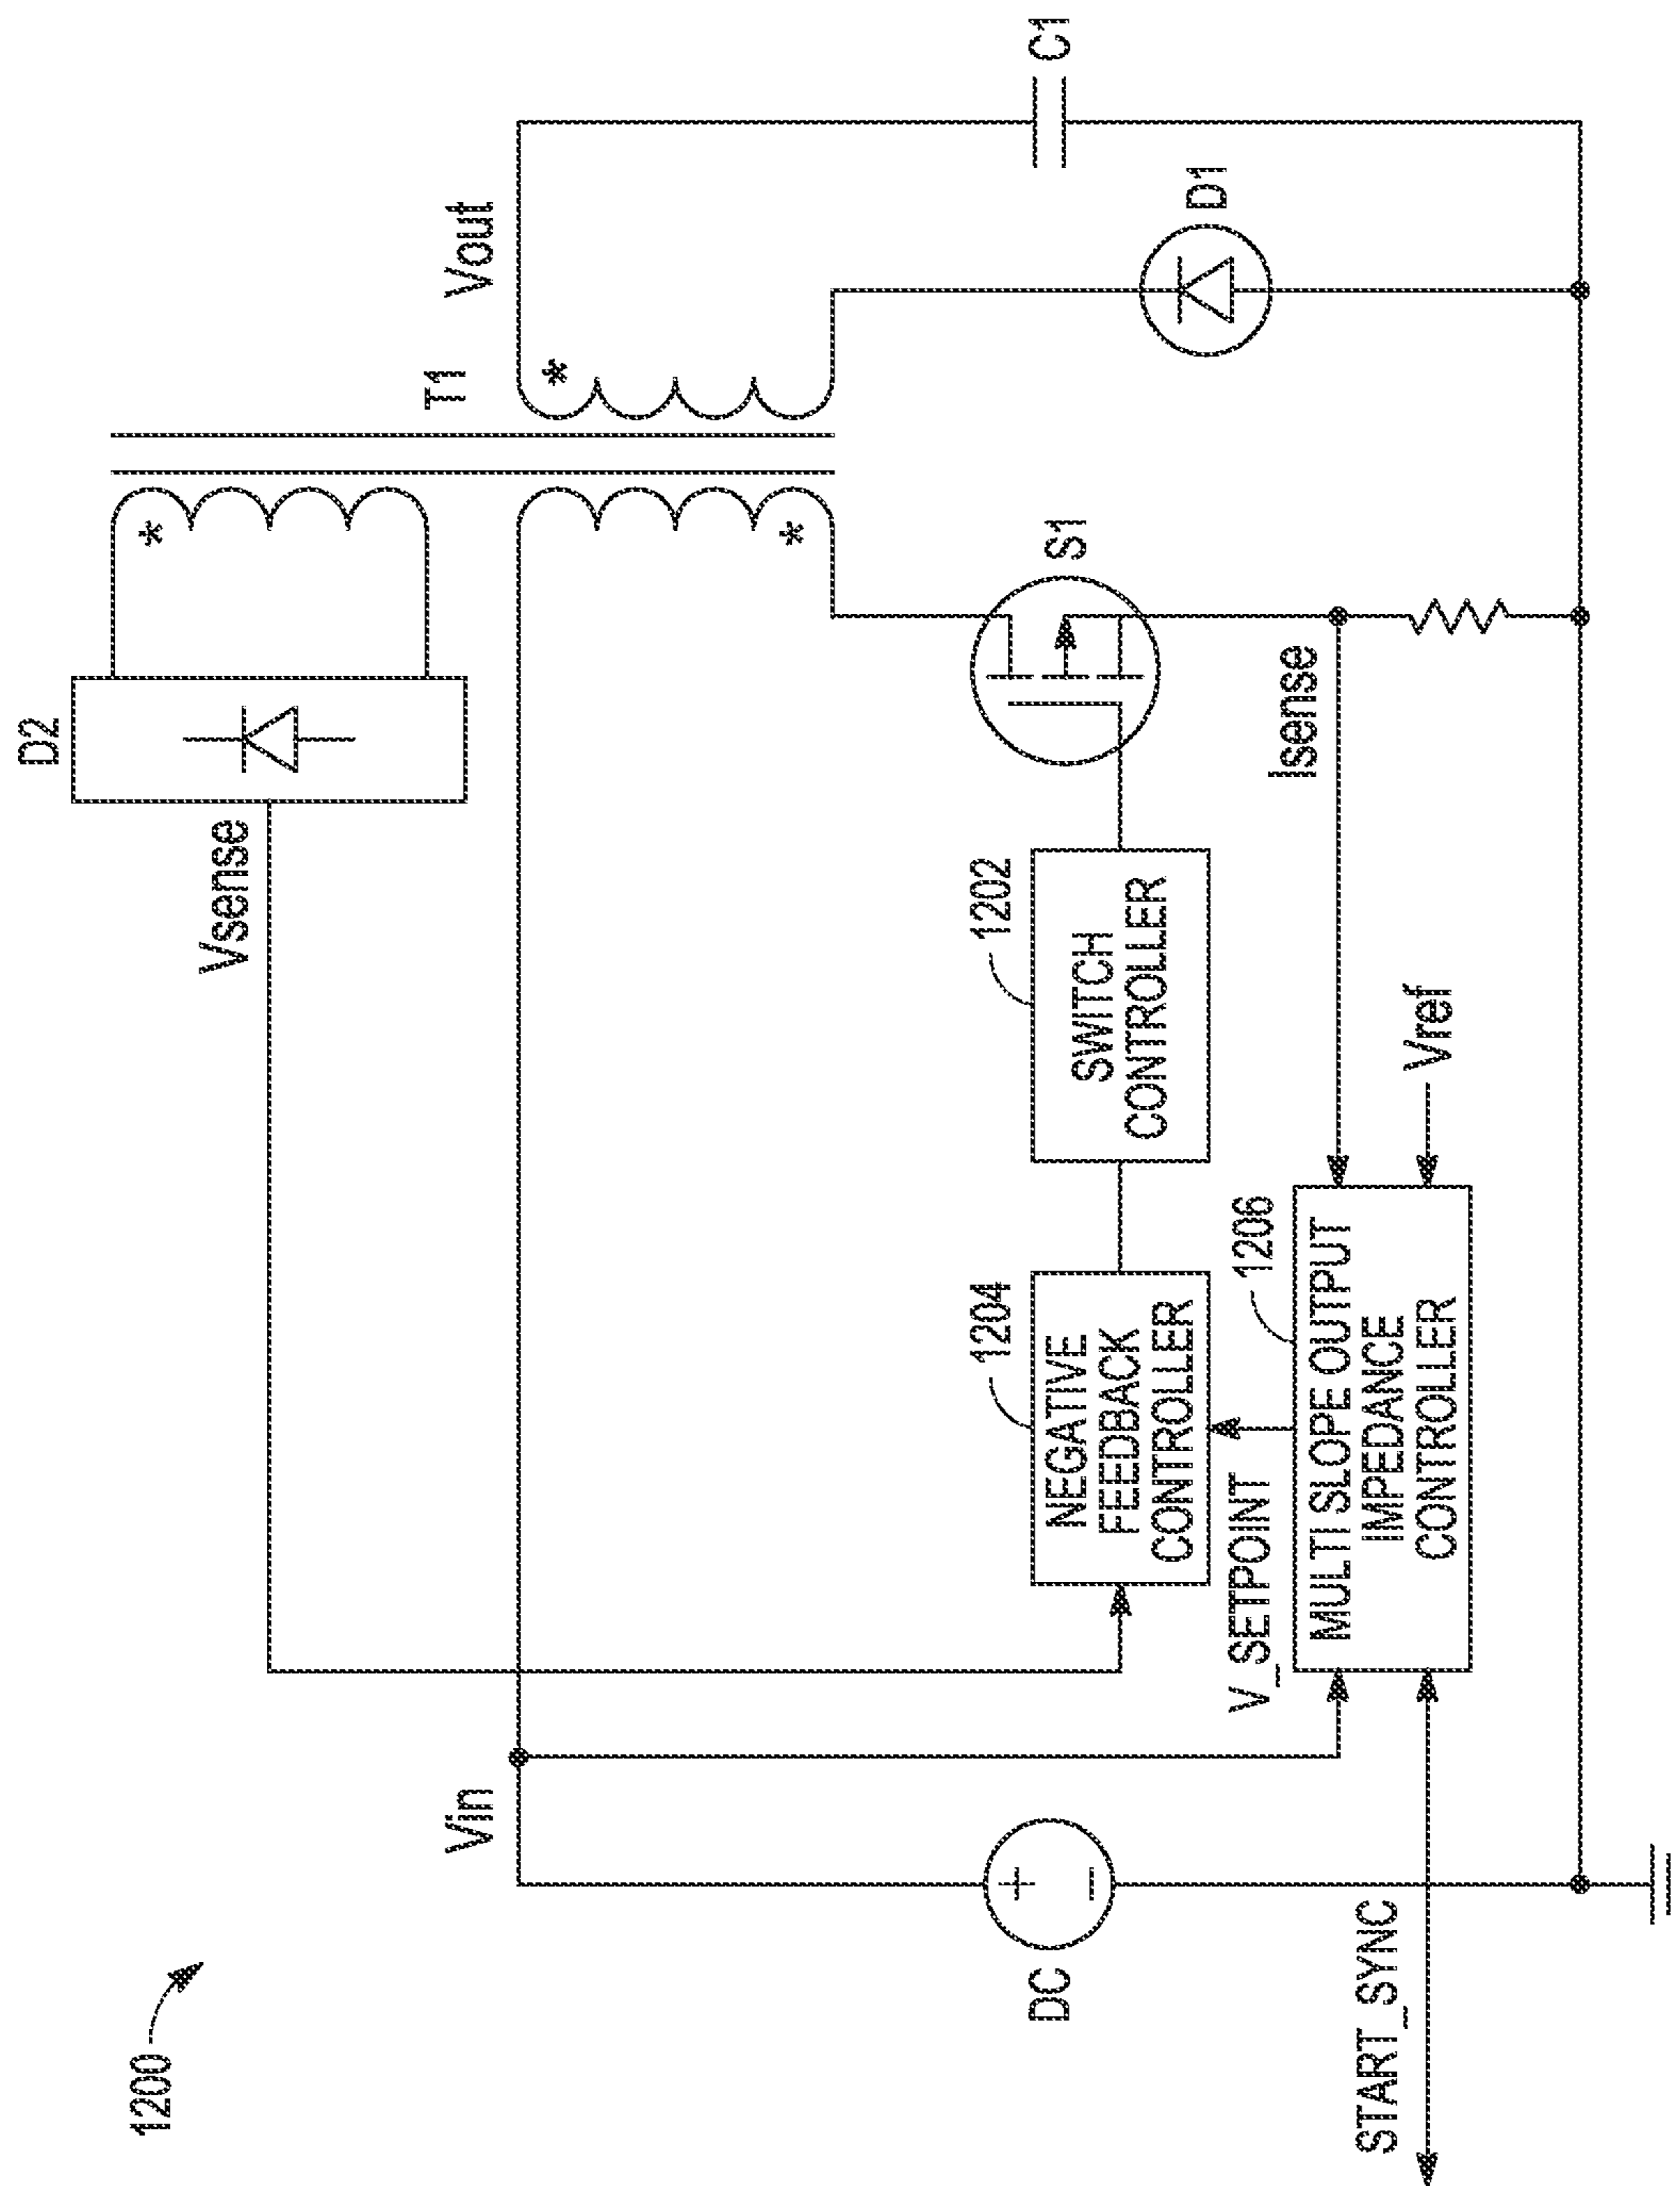 1200
D2
Vsense
T1
*
*
*
Vout
Vin
DC
+
−
S1
C1
D1
1202
SWITCH
CONTROLLER
1204
NEGATIVE
FEEDBACK
CONTROLLER
V_SETPOINT
1206
MULTI SLOPE OUTPUT
IMPEDANCE
CONTROLLER
Isense
Vref
START_SYNC